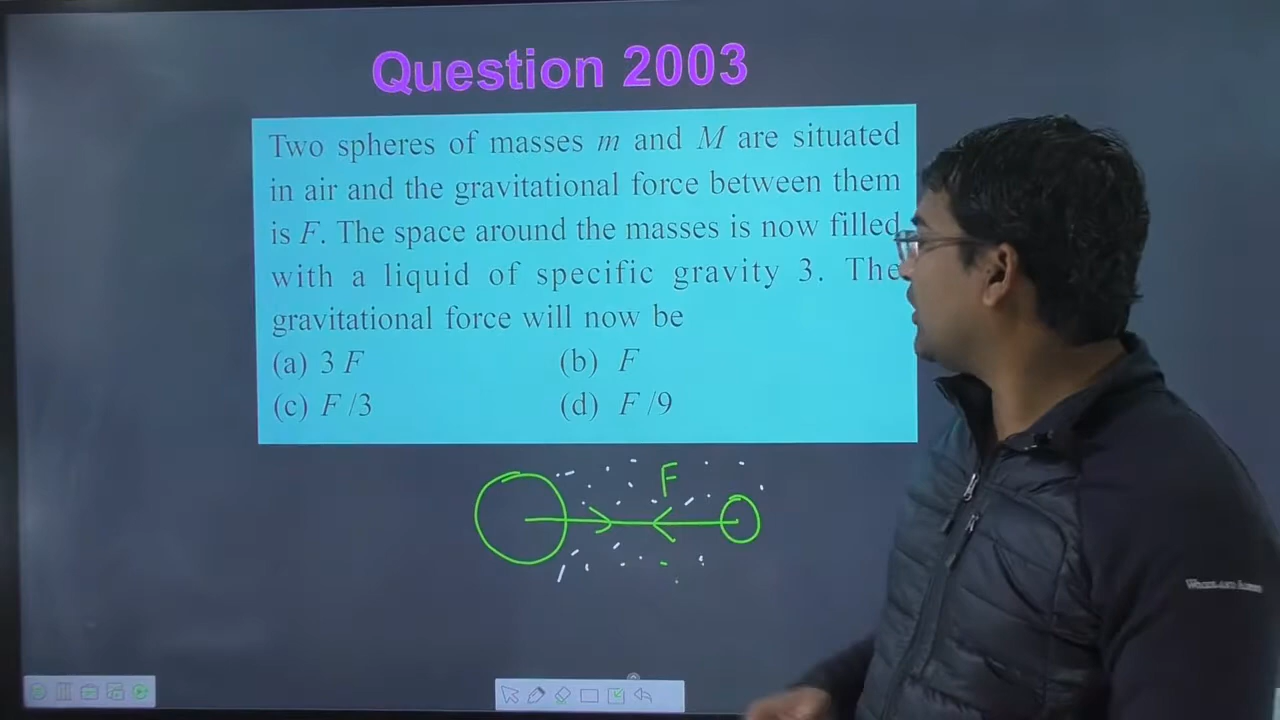 Question 2003
Two spheres of masses m and M are situated
in air and the gravitational force between them
is F. The space around the masses is now filled
with a liquid of specific gravity 3. The
gravitational force will now be
(a) 3 F (b) F
(c) F /3 (d) F /9
F